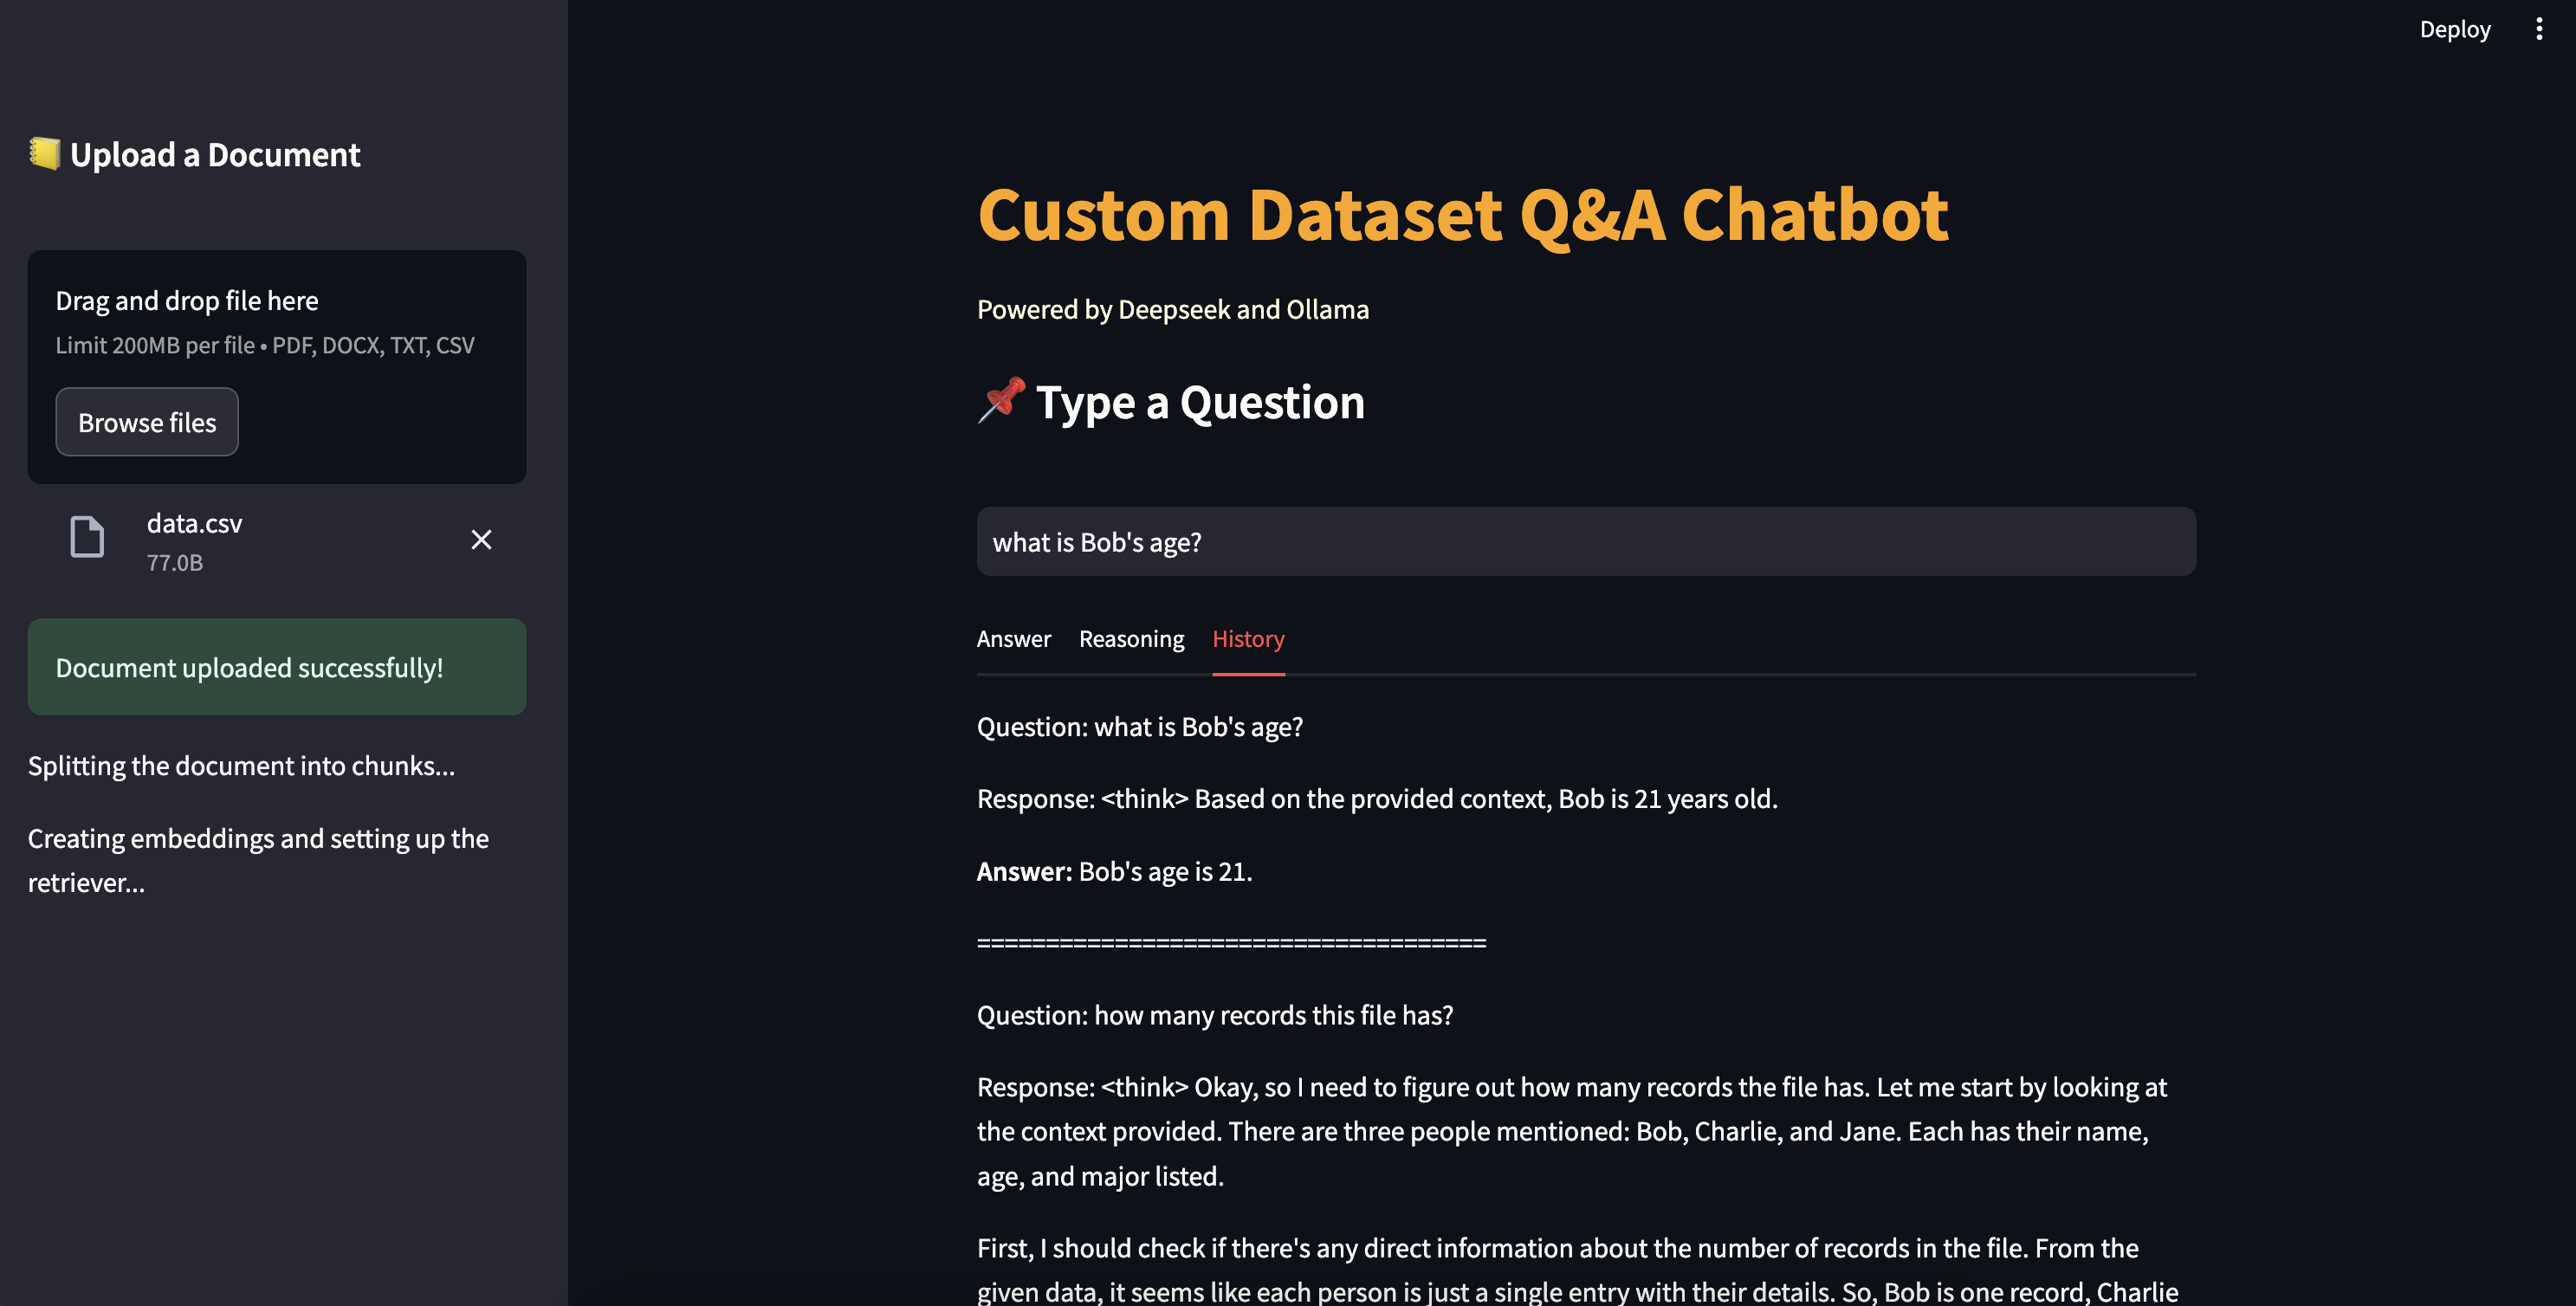 Deploy
Upload a Document
Drag and drop file here
Limit 200MB per file • PDF, DOCX, TXT, CSV
Browse files
data.csv
77.0B
Document uploaded successfully!
Splitting the document into chunks...
Creating embeddings and setting up the
retriever...
Custom Dataset Q&A Chatbot
Powered by Deepseek and Ollama
Type a Question
what is Bob's age?
Answer Reasoning History
Question: what is Bob's age?
Response: <think> Based on the provided context, Bob is 21 years old.
Answer: Bob's age is 21.
=====================================
Question: how many records this file has?
Response: <think> Okay, so I need to figure out how many records the file has. Let me start by looking at
the context provided. There are three people mentioned: Bob, Charlie, and Jane. Each has their name,
age, and major listed.
First, I should check if there's any direct information about the number of records in the file. From the
given data, it seems like each person is just a single entry with their details. So, Bob is one record, Charlie